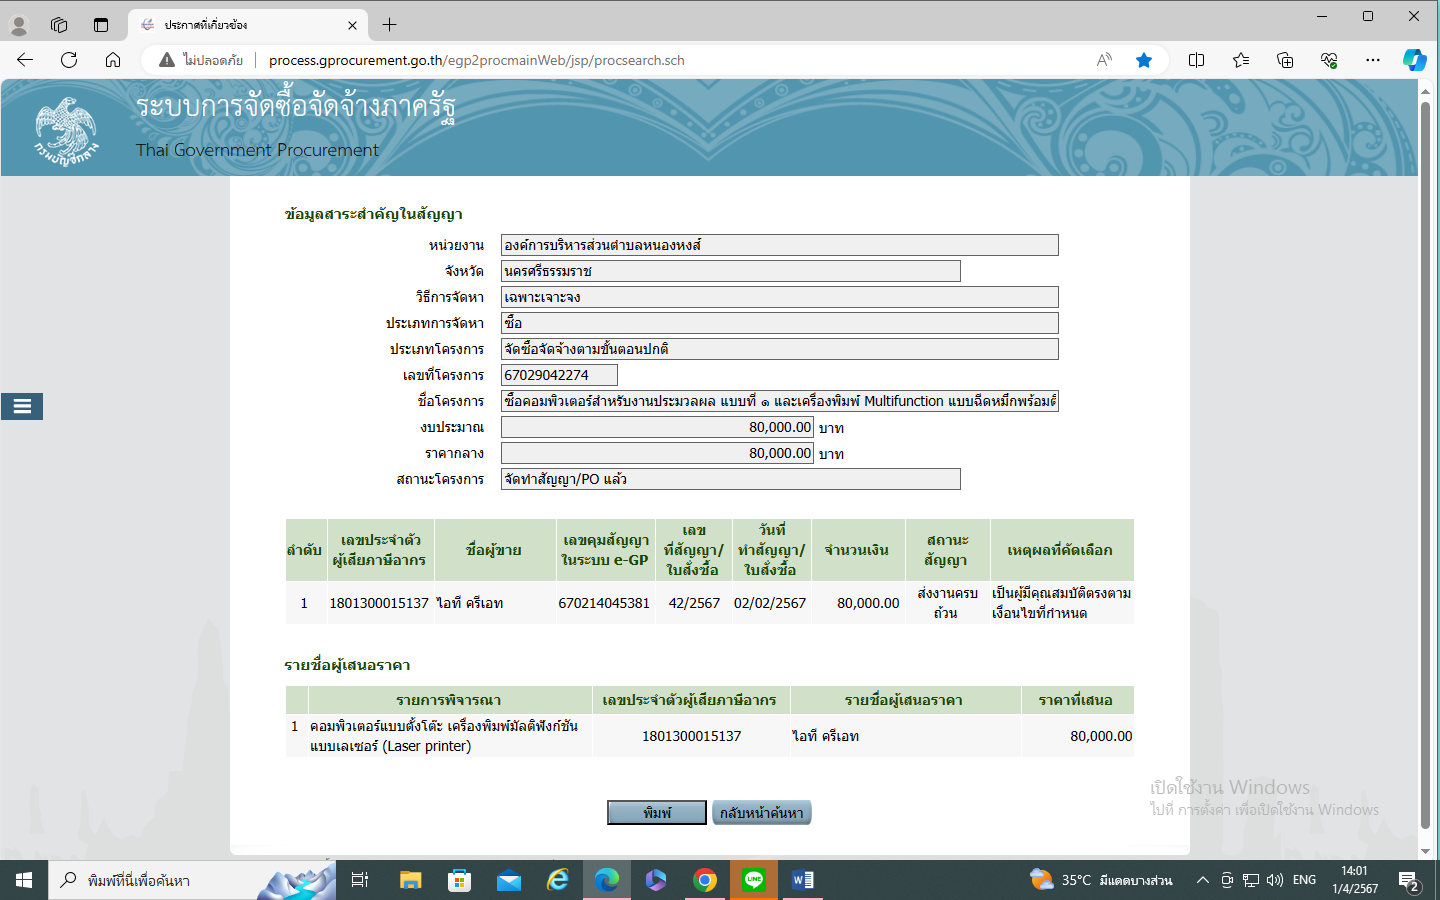 ประกาศที่เกี่ยวข้อง
ไม่ปลอดภัย
process.gprocurement.go.th/egp2procmainWeb/jsp/procsearch.sch
ระบบการจัดซื้อจัดจ้างภาครัฐ
Thai Government Procurement
กรมบัญชีกลาง
ข้อมูลสาระสำคัญในสัญญา
หน่วยงาน องค์การบริหารส่วนตำบลหนองหงส์
จังหวัด นครศรีธรรมราช
วิธีการจัดหา เฉพาะเจาะจง
ประเภทการจัดหา ซื้อ
ประเภทโครงการ จัดซื้อจัดจ้างตามขั้นตอนปกติ
เลขที่โครงการ 67029042274
ชื่อโครงการ ซื้อคอมพิวเตอร์สำหรับงานประมวลผล แบบที่ ๑ และเครื่องพิมพ์ Multifunction แบบฉีดหมึกพร้อม
งบประมาณ 80,000.00 บาท
ราคากลาง 80,000.00 บาท
สถานะโครงการ จัดทำสัญญา/PO แล้ว
ลำดับ เลขประจำตัวผู้เสียภาษีอากร ชื่อผู้ขาย เลขคุมสัญญาในระบบ e-GP เลขที่สัญญา/ใบสั่งซื้อ วันที่ทำสัญญา/ใบสั่งซื้อ จำนวนเงิน สถานะสัญญา เหตุผลที่คัดเลือก
1 1801300015137 ไอที ครีเอท 670214045381 42/2567 02/02/2567 80,000.00 ส่งงานครบถ้วน เป็นผู้มีคุณสมบัติตรงตามเงื่อนไขที่กำหนด
รายชื่อผู้เสนอราคา
รายการพิจารณา เลขประจำตัวผู้เสียภาษีอากร รายชื่อผู้เสนอราคา ราคาที่เสนอ
1 คอมพิวเตอร์แบบตั้งโต๊ะ เครื่องพิมพ์มัลติฟังก์ชันแบบเลเซอร์ (Laser printer) 1801300015137 ไอที ครีเอท 80,000.00
พิมพ์ กลับหน้าค้นหา
เปิดใช้งาน Windows
ไปที่ การตั้งค่า เพื่อเปิดใช้งาน Windows
พิมพ์ที่นี่เพื่อค้นหา
LINE
35°C มีแดดบางส่วน
ENG
14:01
1/4/2567
2